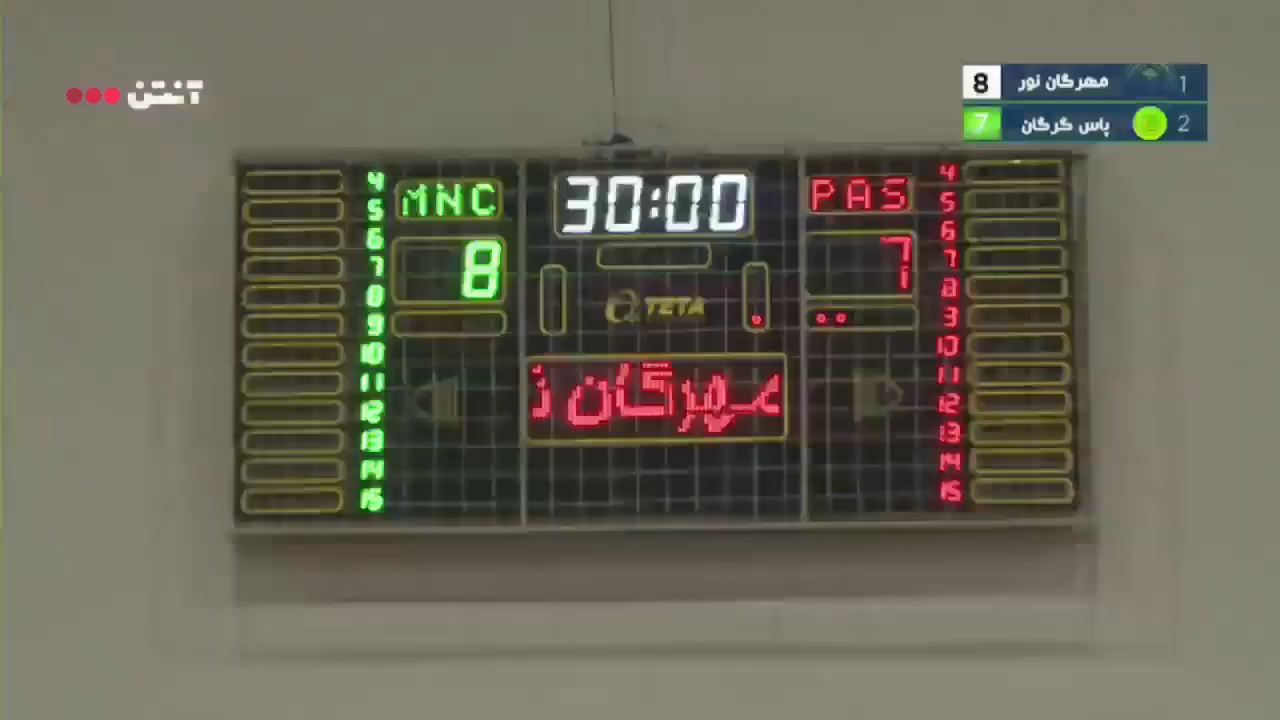 آنتن
8 مهرگان نور 1
7 پاس گرگان 2
MNC 30:00 PAS
8 7
TETA
مهرگان ن
4 4
5 5
6 6
7 7
8 8
9 9
10 10
11 11
12 12
13 13
14 14
15 15